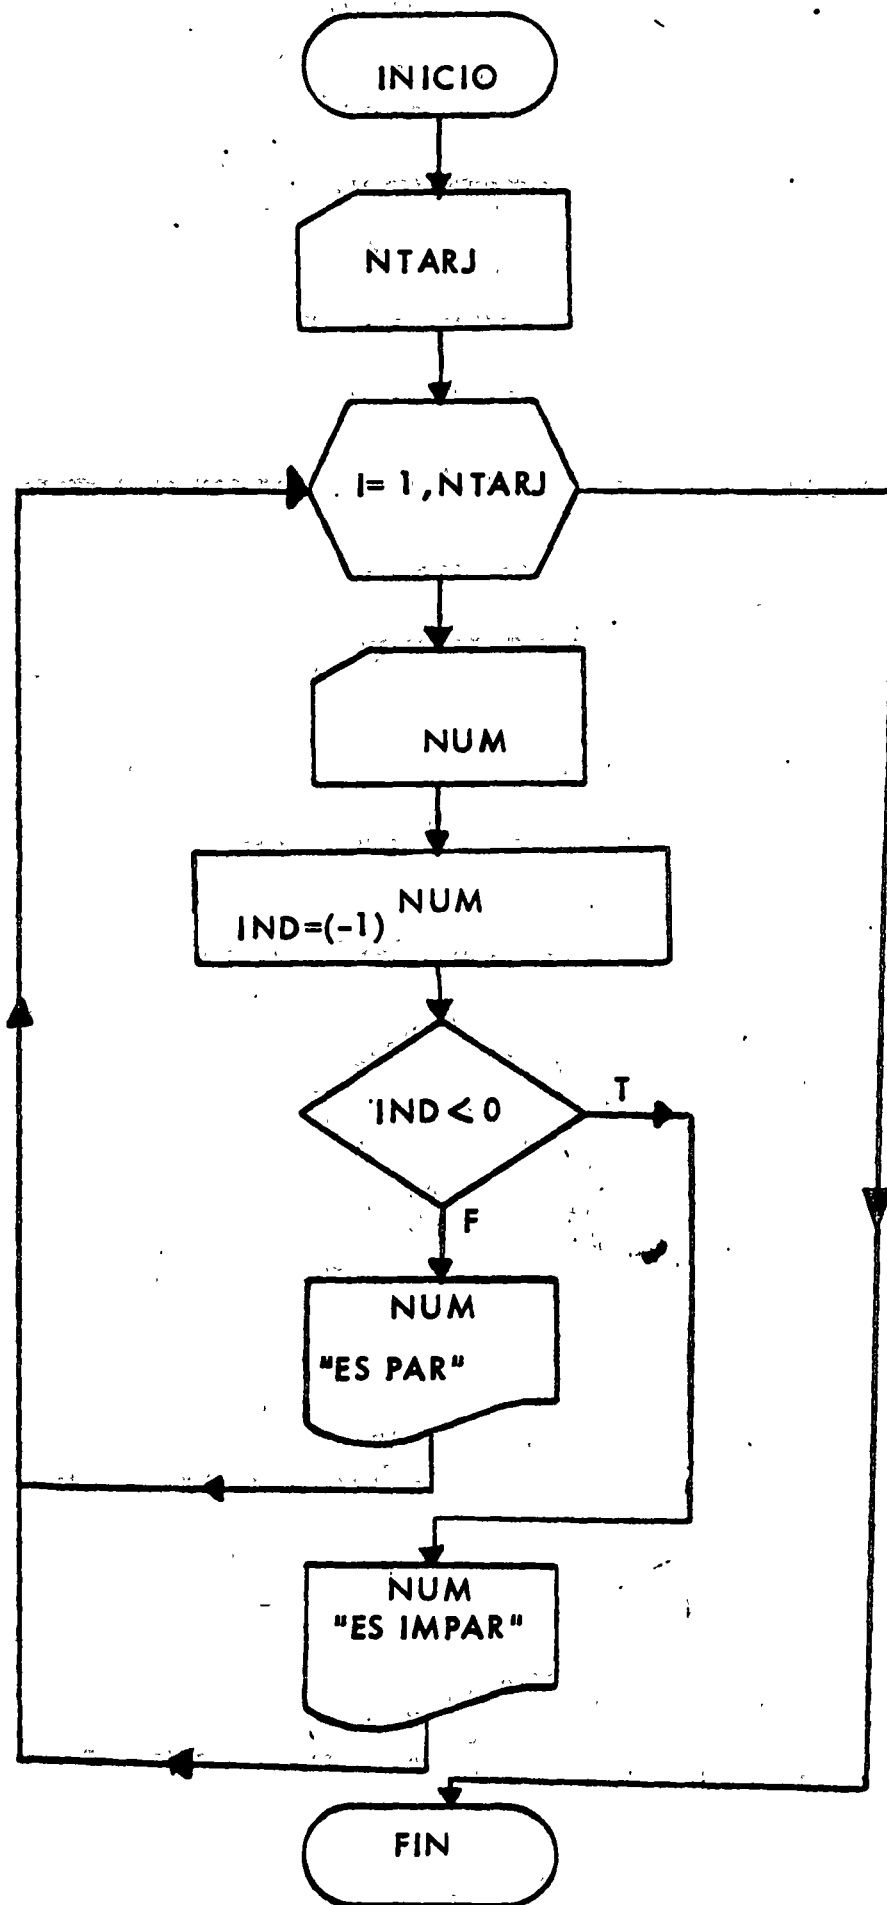 INICIO
NTARJ
I= 1, NTARJ
NUM
NUM
IND=(-1)
IND < 0
T
F
NUM
"ES PAR"
NUM
"ES IMPAR"
FIN